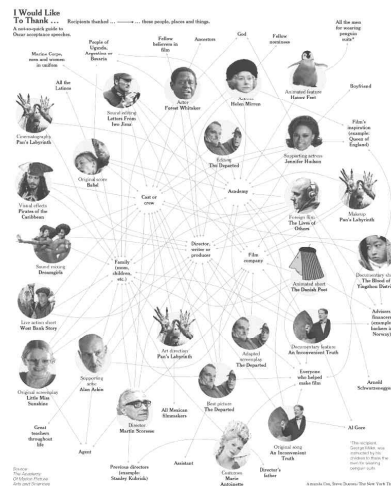 I Would Like
To Thank ...
A not-so-quick guide to
Oscar acceptance speeches.
Recipients thanked ... ... these people, places and things.
Marine Corps,
men and women
in uniform
People of
Uganda,
Argentina or
Bavaria
Fellow
believers in
film
Ancestors
God
Fellow
nominees
All the men
for wearing
penguin
suits*
All the
Latinos
Sound editing
Letters From
Iwo Jima
Actor
Forest Whitaker
Actress
Helen Mirren
Animated feature
Happy Feet
Boyfriend
Cinematography
Pan's Labyrinth
Original score
Babel
Editing
The Departed
Supporting actress
Jennifer Hudson
Film's
inspiration
(example:
Queen of
England)
Visual effects
Pirates of the
Caribbean
Cast or
crew
Academy
Foreign film
The Lives of
Others
Makeup
Pan's Labyrinth
Sound mixing
Dreamgirls
Family
(mom,
children,
etc.)
Director,
writer or
producer
Film
company
Animated short
The Danish Poet
Documentary short
The Blood of
Yingzhou District
Live action short
West Bank Story
Art direction
Pan's Labyrinth
Adapted
screenplay
The Departed
Documentary feature
An Inconvenient Truth
Original screenplay
Little Miss
Sunshine
Supporting
actor
Alan Arkin
Best picture
The Departed
Everyone
who helped
make film
Arnold
Schwarzenegger
Great
teachers
throughout
life
Director
Martin Scorsese
All Mexican
filmmakers
Original song
An Inconvenient
Truth
Al Gore
Agent
Previous directors
(example:
Stanley Kubrick)
Assistant
Costumes
Marie
Antoinette
Director's
father
Source:
The Academy
Of Motion Picture
Arts and Sciences